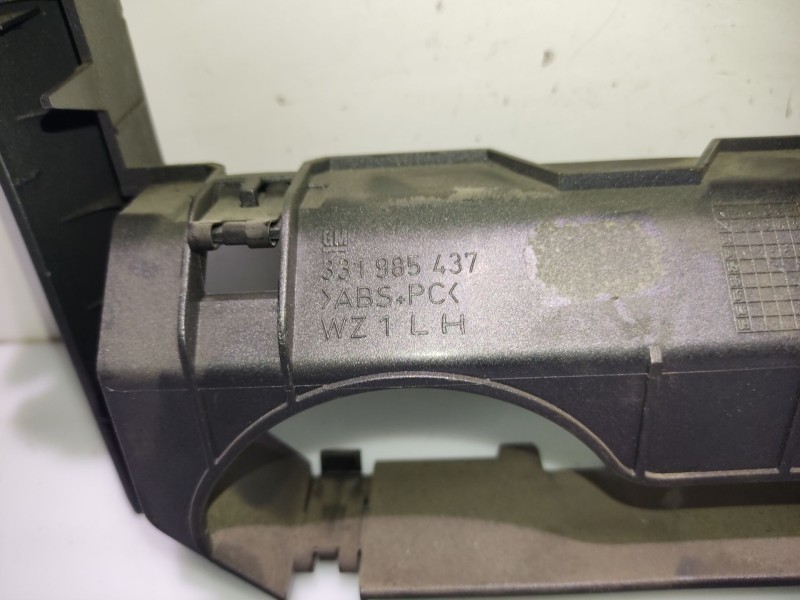 GM
331 985 437
>ABS+PC<
WZ 1 L H